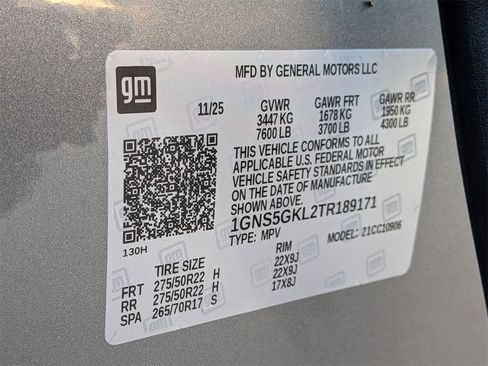 gm
MFD BY GENERAL MOTORS LLC
11/25 GVWR GAWR FRT GAWR RR
3447 KG 1678 KG 1950 KG
7600 LB 3700 LB 4300 LB
THIS VEHICLE CONFORMS TO ALL
APPLICABLE U.S. FEDERAL MOTOR
VEHICLE SAFETY STANDARDS IN EFFECT
ON THE DATE OF MANUFACTURE
1GNS5GKL2TR189171
TYPE: MPV MODEL: 21CC10906
130H
TIRE SIZE RIM
FRT 275/50R22 H 22X9J
RR 275/50R22 H 22X9J
SPA 265/70R17 S 17X8J